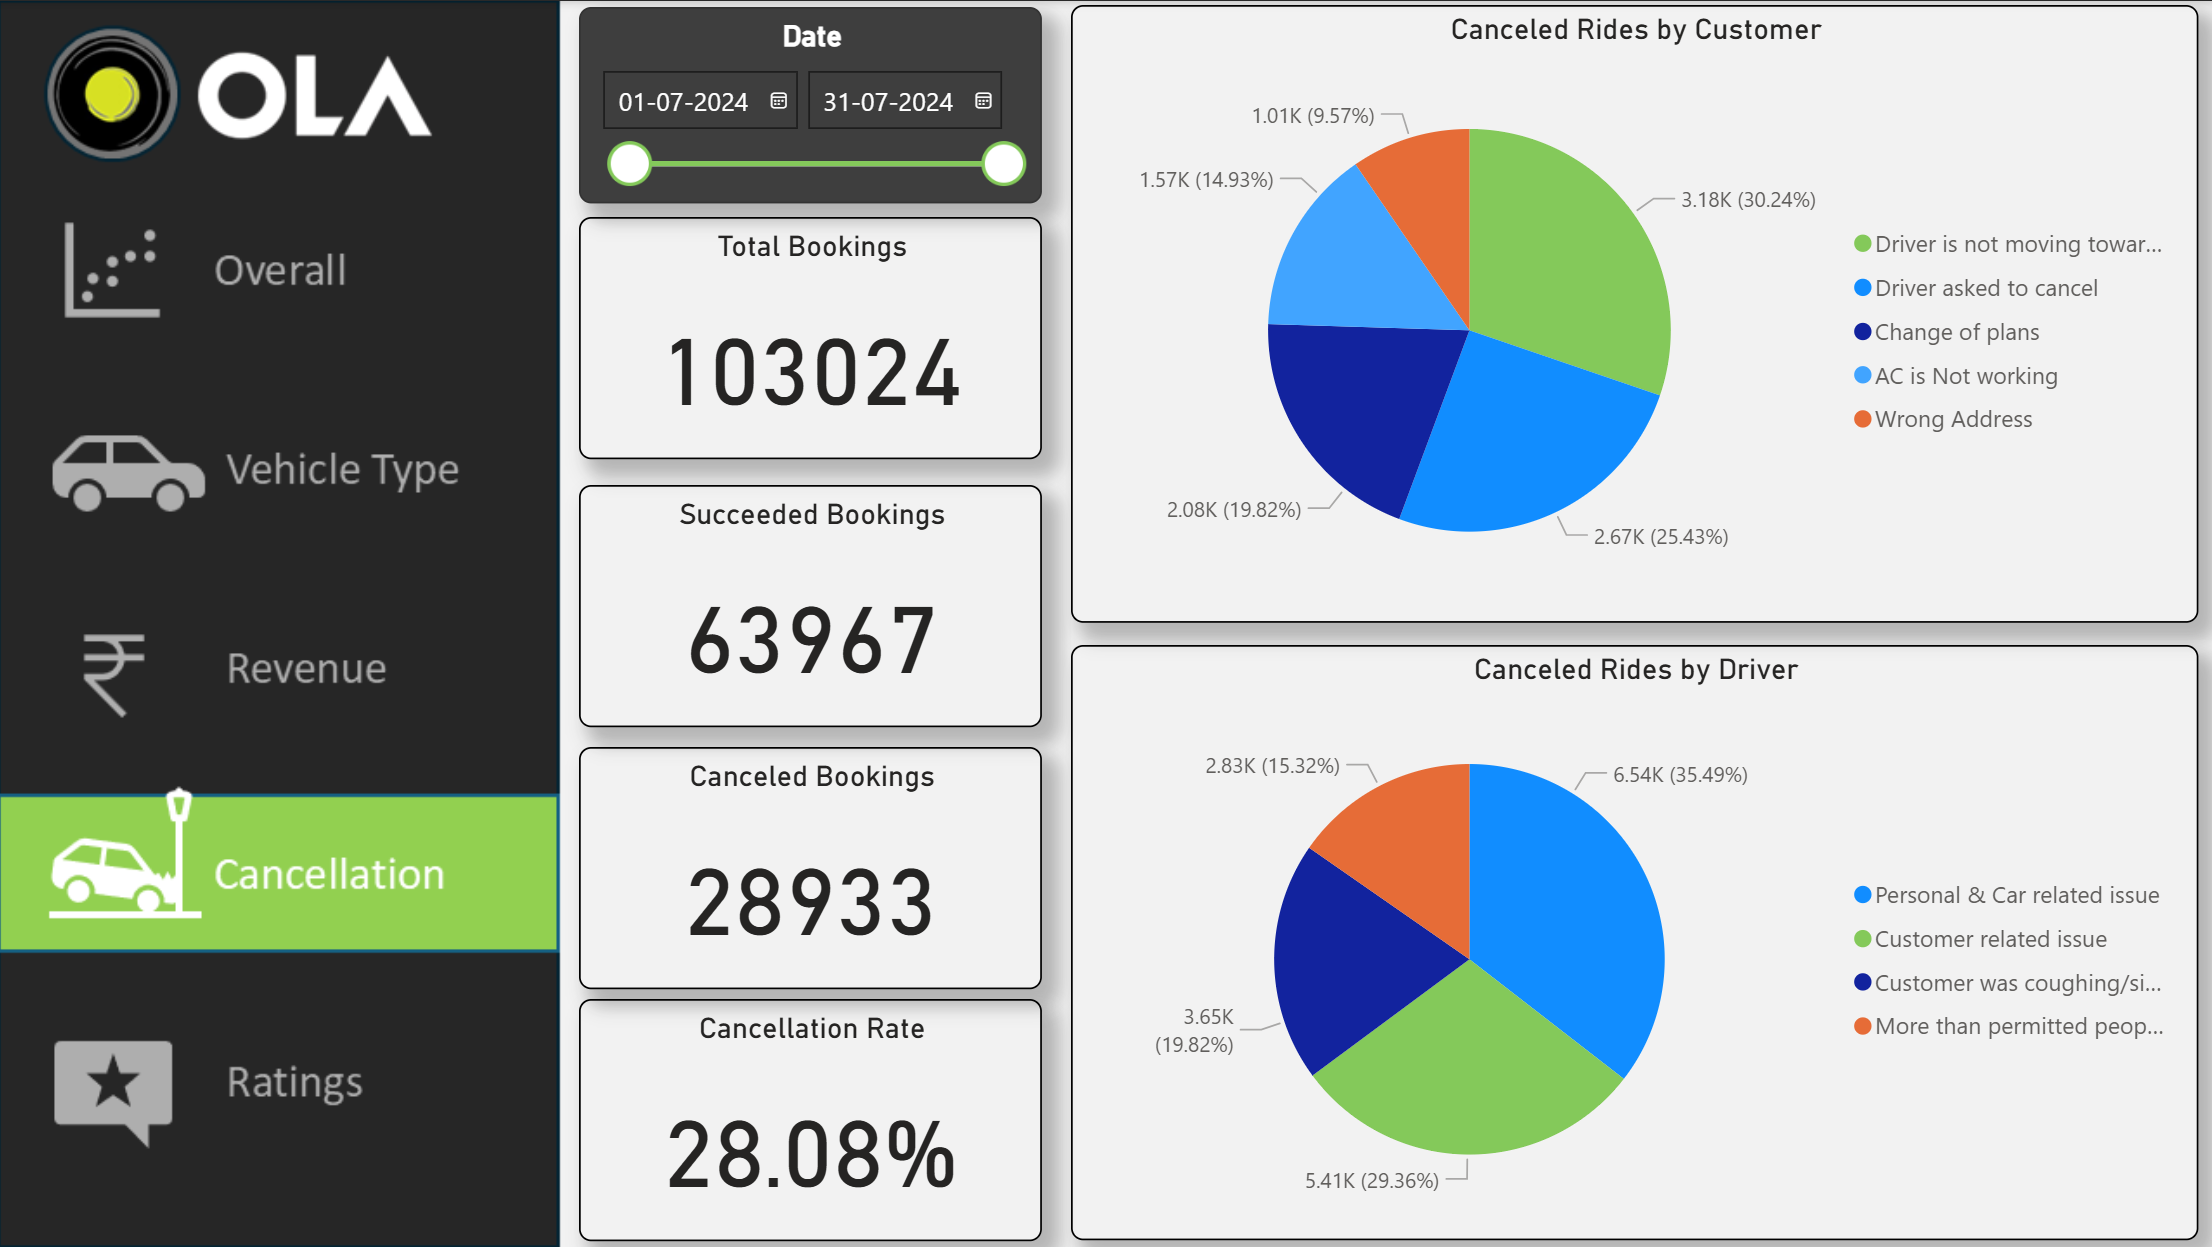 OLA
Overall
Vehicle Type
Revenue
Cancellation
Ratings
Date
01-07-2024
31-07-2024
Total Bookings
103024
Succeeded Bookings
63967
Canceled Bookings
28933
Cancellation Rate
28.08%
Canceled Rides by Customer
1.01K (9.57%)
1.57K (14.93%)
3.18K (30.24%)
2.08K (19.82%)
2.67K (25.43%)
Driver is not moving towar...
Driver asked to cancel
Change of plans
AC is Not working
Wrong Address
Canceled Rides by Driver
2.83K (15.32%)
6.54K (35.49%)
3.65K
(19.82%)
5.41K (29.36%)
Personal & Car related issue
Customer related issue
Customer was coughing/si...
More than permitted peop...